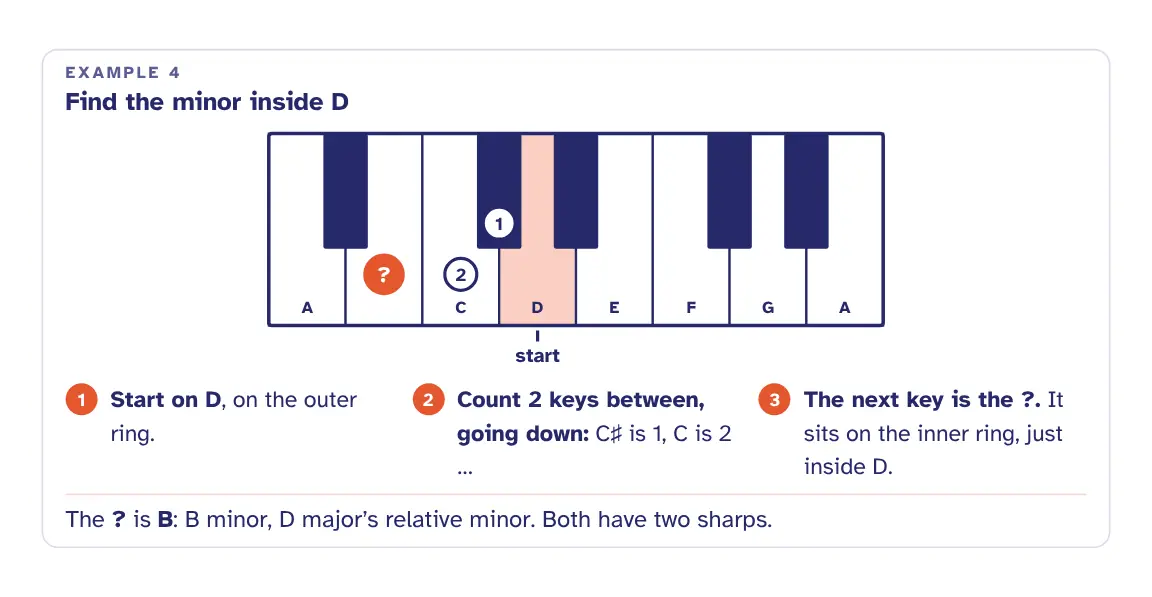 EXAMPLE 4
Find the minor inside D
1
?
2
A C D E F G A
start
1 Start on D, on the outer
ring.
2 Count 2 keys between,
going down: C♯ is 1, C is 2
...
3 The next key is the ?. It
sits on the inner ring, just
inside D.
The ? is B: B minor, D major’s relative minor. Both have two sharps.